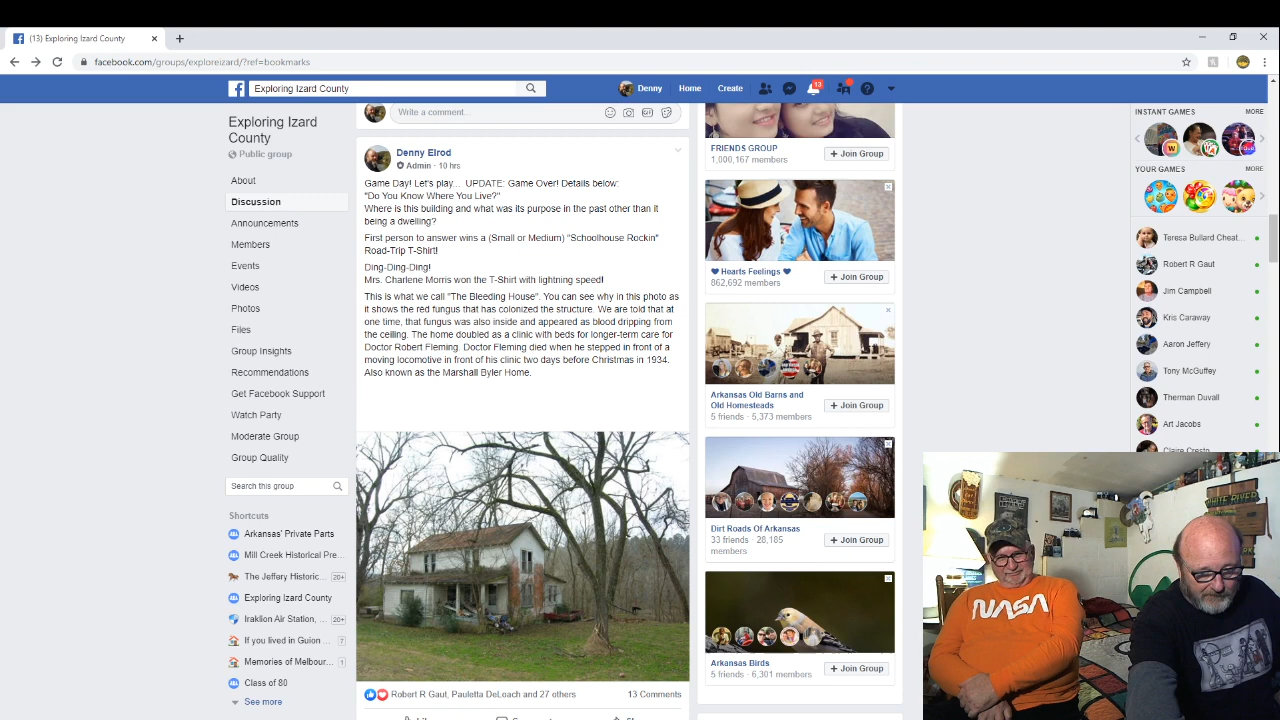 (13) Exploring Izard County
facebook.com/groups/exploreizard/?ref=bookmarks
Exploring Izard County
Denny
Home
Create
13
Exploring Izard
County
Public group
About
Discussion
Announcements
Members
Events
Videos
Photos
Files
Group Insights
Recommendations
Get Facebook Support
Watch Party
Moderate Group
Group Quality
Search this group
Shortcuts
Arkansas' Private Parts
Mill Creek Historical Pre...
The Jeffery Historic... 20+
Exploring Izard County
Iraklion Air Station, ... 20+
If you lived in Guion 7
Memories of Melbour... 1
Class of 80
See more
Write a comment...
Denny Elrod
Admin · 10 hrs
Game Day! Let's play... UPDATE: Game Over! Details below:
"Do You Know Where You Live?"
Where is this building and what was its purpose in the past other than it
being a dwelling?
First person to answer wins a (Small or Medium) "Schoolhouse Rockin"
Road-Trip T-Shirt!
Ding-Ding-Ding!
Mrs. Charlene Morris won the T-Shirt with lightning speed!
This is what we call "The Bleeding House". You can see why in this photo as
it shows the red fungus that has colonized the structure. We are told that at
one time, that fungus was also inside and appeared as blood dripping from
the ceiling. The home doubled as a clinic with beds for longer-term care for
Doctor Robert Fleming. Doctor Fleming died when he stepped in front of a
moving locomotive in front of his clinic two days before Christmas in 1934.
Also known as the Marshall Byler Home.
Robert R Gaut, Pauletta DeLoach and 27 others
13 Comments
FRIENDS GROUP
1,000,167 members
+ Join Group
Hearts Feelings
862,692 members
+ Join Group
Arkansas Old Barns and
Old Homesteads
5 friends · 5,373 members
+ Join Group
Dirt Roads Of Arkansas
33 friends · 28,185
members
+ Join Group
Arkansas Birds
5 friends · 6,301 members
+ Join Group
INSTANT GAMES
MORE
YOUR GAMES
MORE
Teresa Bullard Cheat...
Robert R Gaut
Jim Campbell
Kris Caraway
Aaron Jeffery
Tony McGuffey
Therman Duvall
Art Jacobs
Claire Cresto
WHITE RIVER
NASA